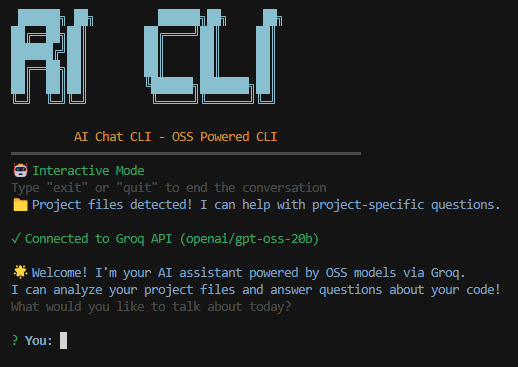 AI CLI
AI Chat CLI - OSS Powered CLI
Interactive Mode
Type "exit" or "quit" to end the conversation
Project files detected! I can help with project-specific questions.
✓ Connected to Groq API (openai/gpt-oss-20b)
Welcome! I'm your AI assistant powered by OSS models via Groq.
I can analyze your project files and answer questions about your code!
What would you like to talk about today?
? You: